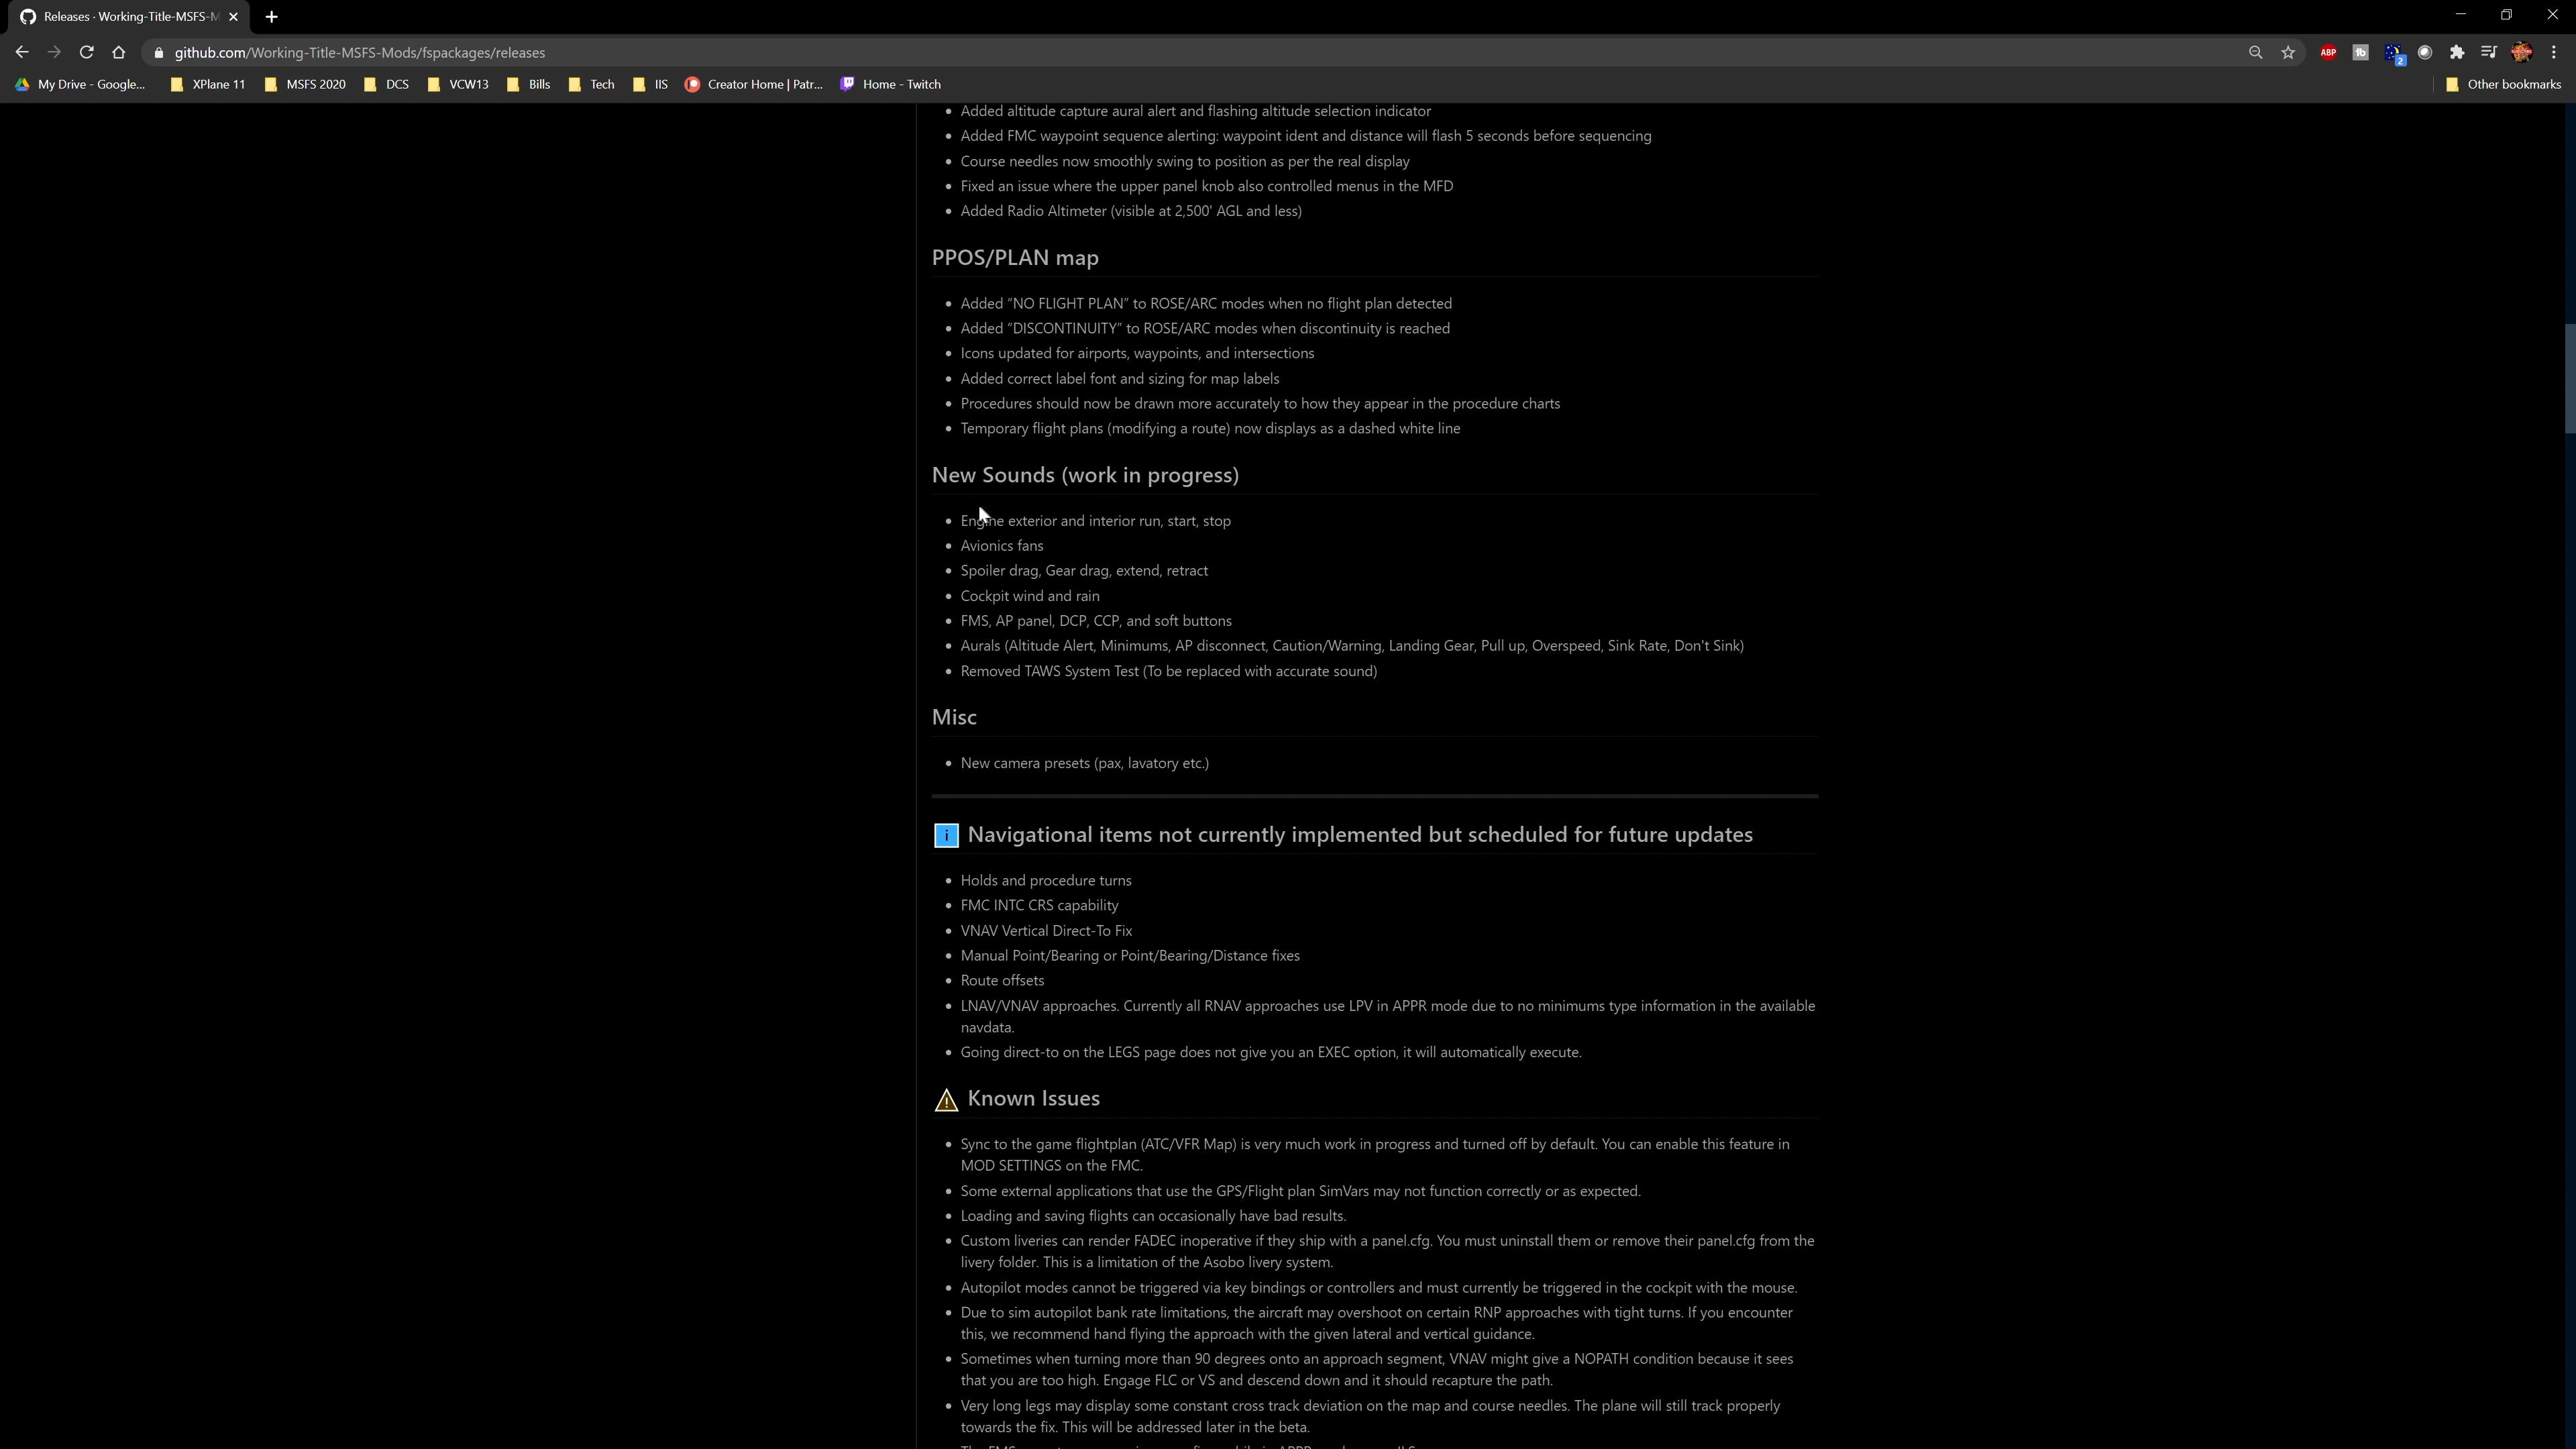 Releases · Working-Title-MSFS-M
github.com/Working-Title-MSFS-Mods/fspackages/releases
ABP
tb
2
My Drive - Google...
XPlane 11
MSFS 2020
DCS
VCW13
Bills
Tech
IIS
Creator Home | Patr...
Home - Twitch
Other bookmarks
Added altitude capture aural alert and flashing altitude selection indicator
Added FMC waypoint sequence alerting: waypoint ident and distance will flash 5 seconds before sequencing
Course needles now smoothly swing to position as per the real display
Fixed an issue where the upper panel knob also controlled menus in the MFD
Added Radio Altimeter (visible at 2,500' AGL and less)
PPOS/PLAN map
Added “NO FLIGHT PLAN” to ROSE/ARC modes when no flight plan detected
Added “DISCONTINUITY” to ROSE/ARC modes when discontinuity is reached
Icons updated for airports, waypoints, and intersections
Added correct label font and sizing for map labels
Procedures should now be drawn more accurately to how they appear in the procedure charts
Temporary flight plans (modifying a route) now displays as a dashed white line
New Sounds (work in progress)
Engine exterior and interior run, start, stop
Avionics fans
Spoiler drag, Gear drag, extend, retract
Cockpit wind and rain
FMS, AP panel, DCP, CCP, and soft buttons
Aurals (Altitude Alert, Minimums, AP disconnect, Caution/Warning, Landing Gear, Pull up, Overspeed, Sink Rate, Don't Sink)
Removed TAWS System Test (To be replaced with accurate sound)
Misc
New camera presets (pax, lavatory etc.)
i Navigational items not currently implemented but scheduled for future updates
Holds and procedure turns
FMC INTC CRS capability
VNAV Vertical Direct-To Fix
Manual Point/Bearing or Point/Bearing/Distance fixes
Route offsets
LNAV/VNAV approaches. Currently all RNAV approaches use LPV in APPR mode due to no minimums type information in the available
navdata.
Going direct-to on the LEGS page does not give you an EXEC option, it will automatically execute.
Known Issues
Sync to the game flightplan (ATC/VFR Map) is very much work in progress and turned off by default. You can enable this feature in
MOD SETTINGS on the FMC.
Some external applications that use the GPS/Flight plan SimVars may not function correctly or as expected.
Loading and saving flights can occasionally have bad results.
Custom liveries can render FADEC inoperative if they ship with a panel.cfg. You must uninstall them or remove their panel.cfg from the
livery folder. This is a limitation of the Asobo livery system.
Autopilot modes cannot be triggered via key bindings or controllers and must currently be triggered in the cockpit with the mouse.
Due to sim autopilot bank rate limitations, the aircraft may overshoot on certain RNP approaches with tight turns. If you encounter
this, we recommend hand flying the approach with the given lateral and vertical guidance.
Sometimes when turning more than 90 degrees onto an approach segment, VNAV might give a NOPATH condition because it sees
that you are too high. Engage FLC or VS and descend down and it should recapture the path.
Very long legs may display some constant cross track deviation on the map and course needles. The plane will still track properly
towards the fix. This will be addressed later in the beta.